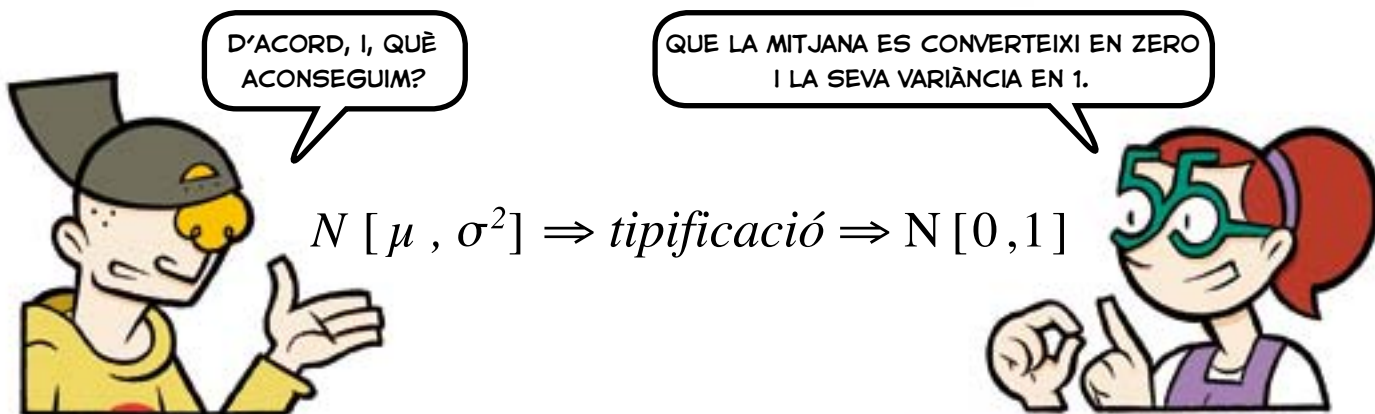 D'ACORD, I, QUÈ
ACONSEGUIM?
QUE LA MITJANA ES CONVERTEIXI EN ZERO
I LA SEVA VARIÀNCIA EN 1.
N [ μ , σ²] ⇒ tipificació ⇒ N [0 ,1]